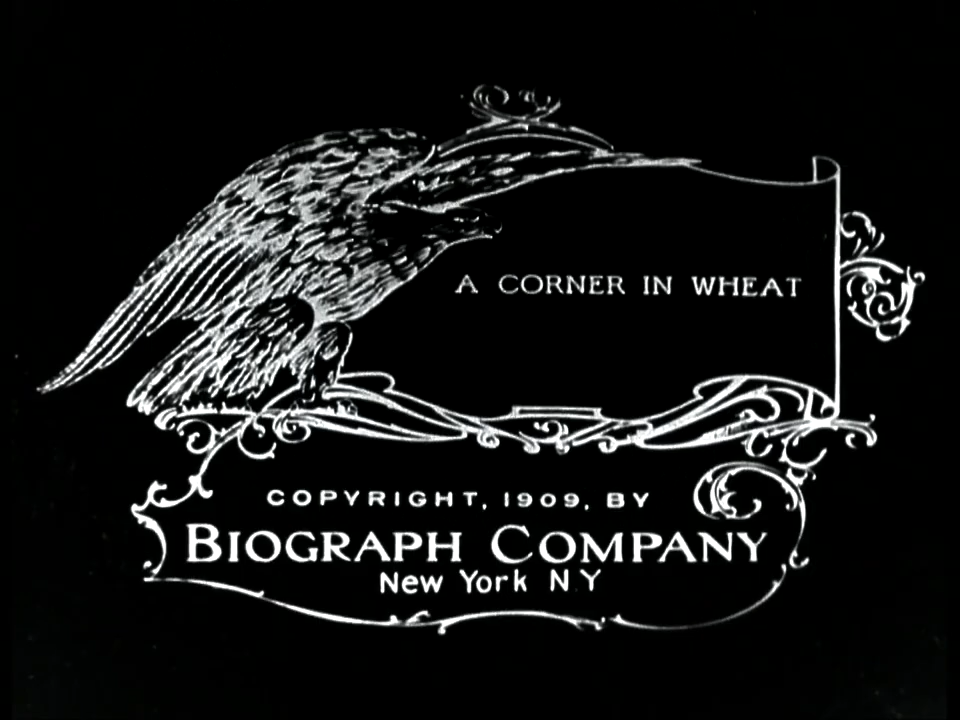 A CORNER IN WHEAT
COPYRIGHT, 1909, BY
BIOGRAPH COMPANY
New York N.Y